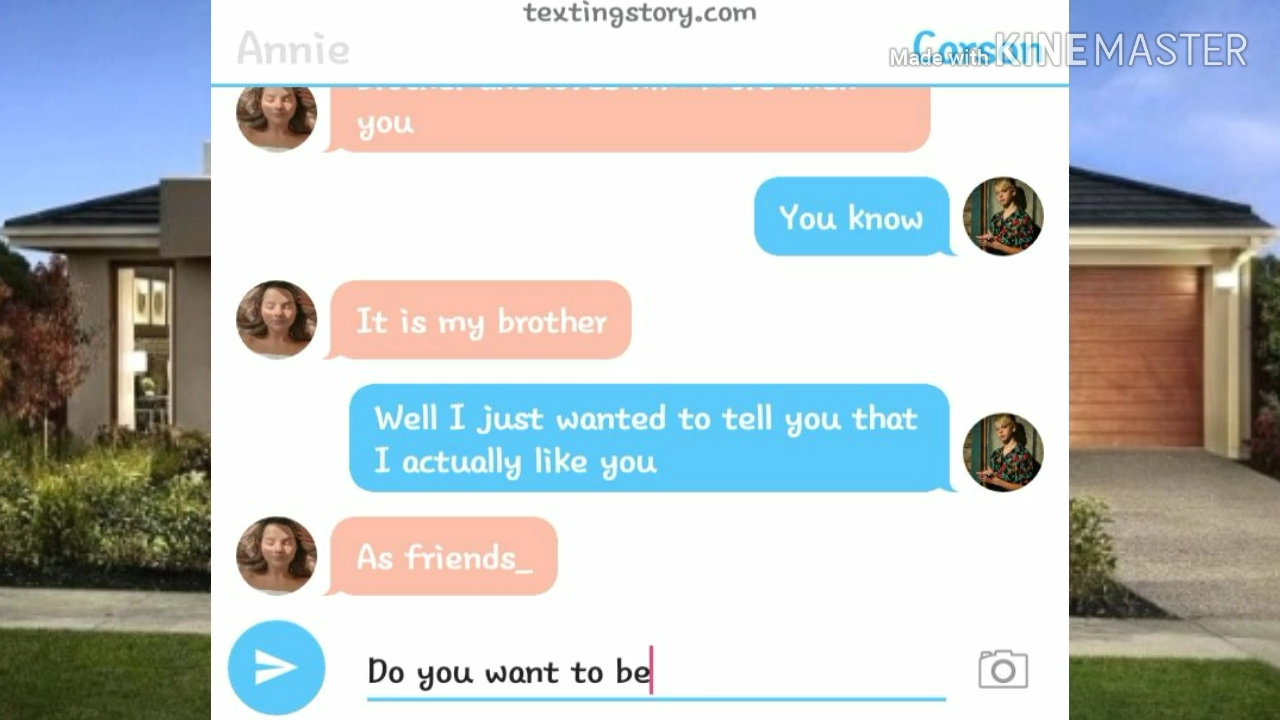 textingstory.com
Annie
Corson
Made with KINEMASTER
you
You know
It is my brother
Well I just wanted to tell you that
I actually like you
As friends_
Do you want to be